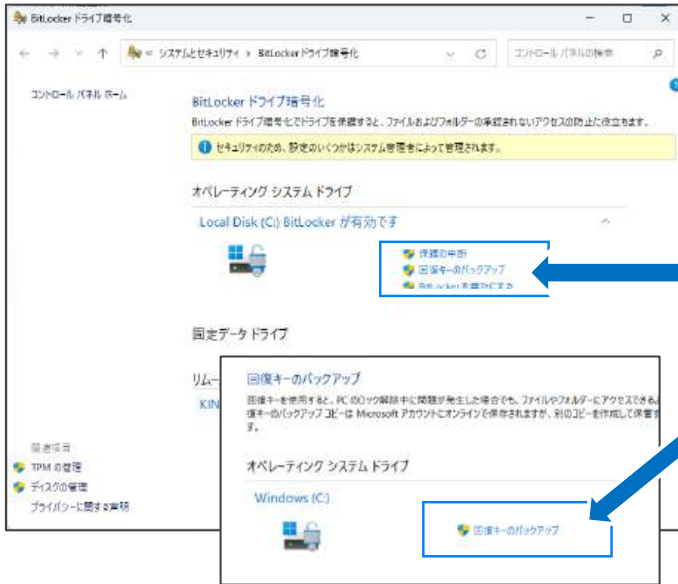 BitLocker ドライブ暗号化
システムとセキュリティ > BitLocker ドライブ暗号化
コントロール パネルの検索
コントロール パネル ホーム
BitLocker ドライブ暗号化
BitLocker ドライブ暗号化でドライブを保護すると、ファイルおよびフォルダーの承認されないアクセスの防止に役立ちます。
セキュリティのため、設定のいくつかはシステム管理者によって管理されます。
オペレーティング システム ドライブ
Local Disk (C:) BitLocker が有効です
保護の中断
回復キーのバックアップ
BitLocker を無効にする
固定データ ドライブ
リム
KIN
回復キーのバックアップ
回復キーを使用すると、PC のロック解除中に問題が発生した場合でも、ファイルやフォルダーにアクセスできる
復キーのバックアップ コピーは Microsoft アカウントにオンラインで保存されますが、別のコピーを作成して保管
す。
オペレーティング システム ドライブ
Windows (C:)
回復キーのバックアップ
関連項目
TPM の管理
ディスクの管理
プライバシーに関する声明